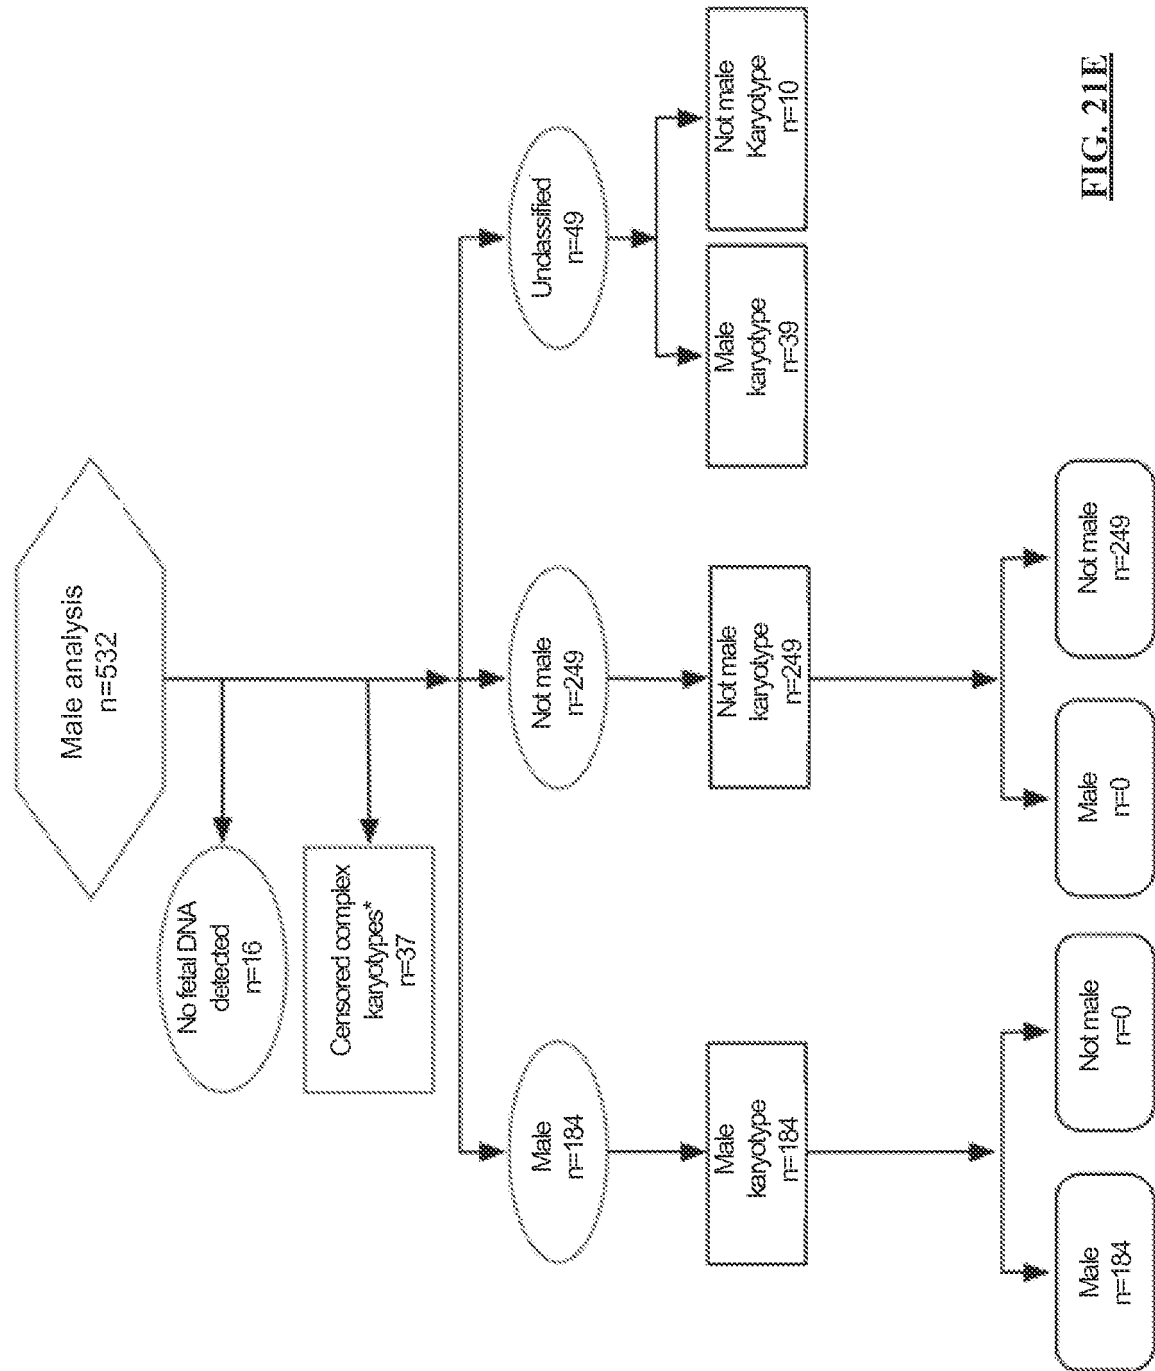 Male analysis
n=532
No fetal DNA
detected
n=16
Censored complex
karyotypes*
n=37
Male
n=184
Not male
n=249
Unclassified
n=49
Male
karyotype
n=184
Not male
karyotype
n=249
Male
karyotype
n=39
Not male
Karyotype
n=10
Male
n=184
Not male
n=0
Male
n=0
Not male
n=249
FIG. 21E